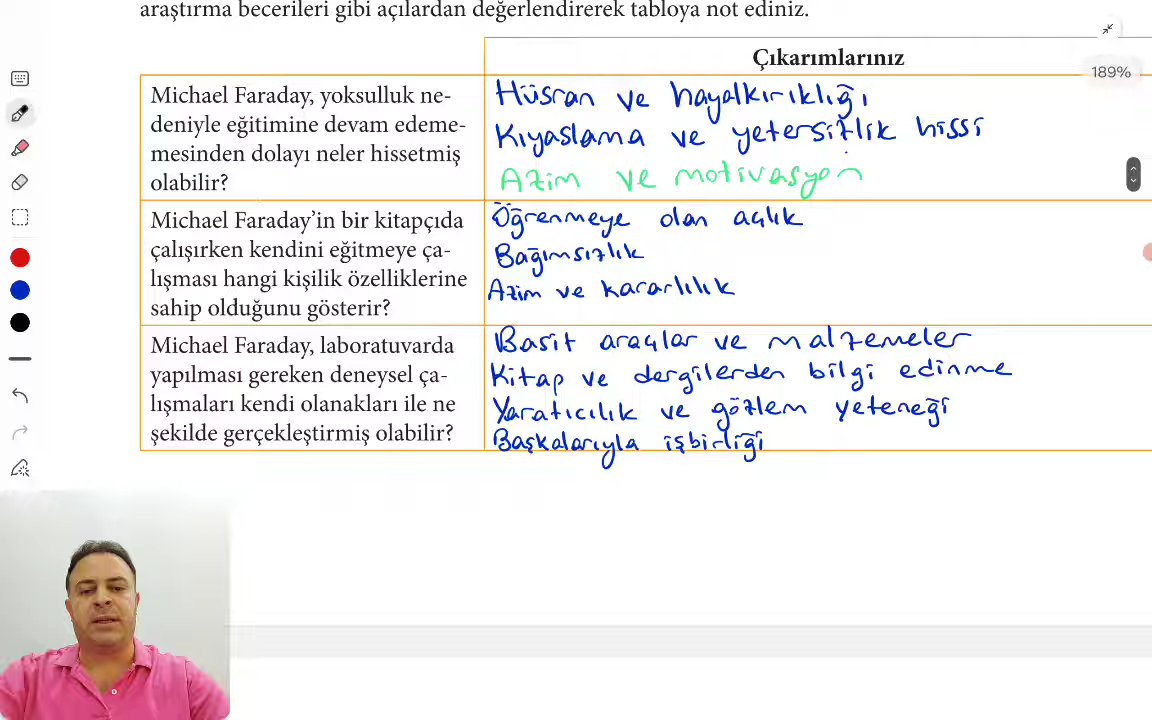 araştırma becerileri gibi açılardan değerlendirerek tabloya not ediniz.
Çıkarımlarınız
189%
Michael Faraday, yoksulluk ne-
deniyle eğitimine devam edeme-
mesinden dolayı neler hissetmiş
olabilir?
Hüsran ve hayalkırıklığı
Kıyaslama ve yetersizlik hissi
Azim ve motivasyon
Michael Faraday’in bir kitapçıda
çalışırken kendini eğitmeye ça-
lışması hangi kişilik özelliklerine
sahip olduğunu gösterir?
Öğrenmeye olan açlık
Bağımsızlık
Azim ve kararlılık
Michael Faraday, laboratuvarda
yapılması gereken deneysel ça-
lışmaları kendi olanakları ile ne
şekilde gerçekleştirmiş olabilir?
Basit araçlar ve malzemeler
Kitap ve dergilerden bilgi edinme
Yaratıcılık ve gözlem yeteneği
Başkalarıyla işbirliği